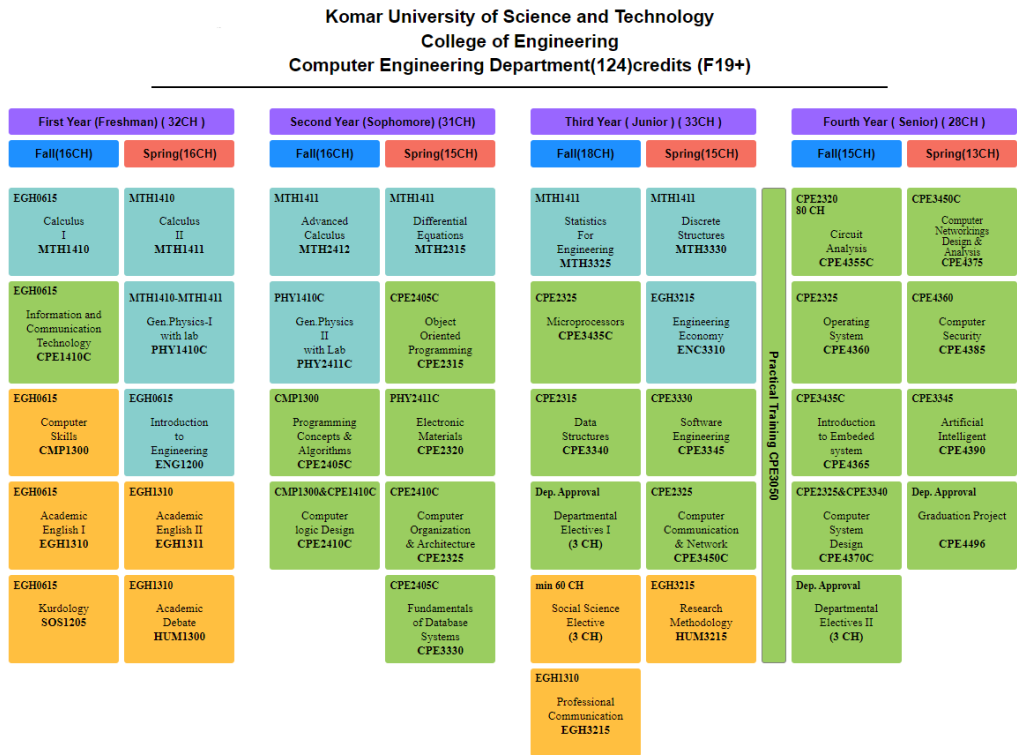 Komar University of Science and Technology
College of Engineering
Computer Engineering Department(124)credits (F19+)
First Year (Freshman) ( 32CH )
Fall(16CH)
Spring(16CH)
EGH0615
Calculus
I
MTH1410
EGH0615
Information and
Communication
Technology
CPE1410C
EGH0615
Computer
Skills
CMP1300
EGH0615
Academic
English I
EGH1310
EGH0615
Kurdology
SOS1205
MTH1410
Calculus
II
MTH1411
MTH1410-MTH1411
Gen.Physics-I
with lab
PHY1410C
EGH0615
Introduction
to
Engineering
ENG1200
EGH1310
Academic
English II
EGH1311
EGH1310
Academic
Debate
HUM1300
Second Year (Sophomore) (31CH)
Fall(16CH)
Spring(15CH)
MTH1411
Advanced
Calculus
MTH2412
PHY1410C
Gen.Physics
II
with Lab
PHY2411C
CMP1300
Programming
Concepts &
Algorithms
CPE2405C
CMP1300&CPE1410C
Computer
logic Design
CPE2410C
MTH1411
Differential
Equations
MTH2315
CPE2405C
Object
Oriented
Programming
CPE2315
PHY2411C
Electronic
Materials
CPE2320
CPE2410C
Computer
Organization
& Architecture
CPE2325
CPE2405C
Fundamentals
of Database
Systems
CPE3330
Third Year ( Junior ) ( 33CH )
Fall(18CH)
Spring(15CH)
MTH1411
Statistics
For
Engineering
MTH3325
CPE2325
Microprocessors
CPE3435C
CPE2315
Data
Structures
CPE3340
Dep. Approval
Departmental
Electives I
(3 CH)
min 60 CH
Social Science
Elective
(3 CH)
EGH1310
Professional
Communication
EGH3215
MTH1411
Discrete
Structures
MTH3330
EGH3215
Engineering
Economy
ENC3310
CPE3330
Software
Engineering
CPE3345
CPE2325
Computer
Communication
& Network
CPE3450C
EGH3215
Research
Methodology
HUM3215
Practical Training CPE3050
Fourth Year ( Senior) ( 28CH )
Fall(15CH)
Spring(13CH)
CPE2320
80 CH
Circuit
Analysis
CPE4355C
CPE2325
Operating
System
CPE4360
CPE3435C
Introduction
to Embeded
system
CPE4365
CPE2325&CPE3340
Computer
System
Design
CPE4370C
Dep. Approval
Departmental
Electives II
(3 CH)
CPE3450C
Computer
Networkings
Design &
Analysis
CPE4375
CPE4360
Computer
Security
CPE4385
CPE3345
Artificial
Intelligent
CPE4390
Dep. Approval
Graduation Project
CPE4496